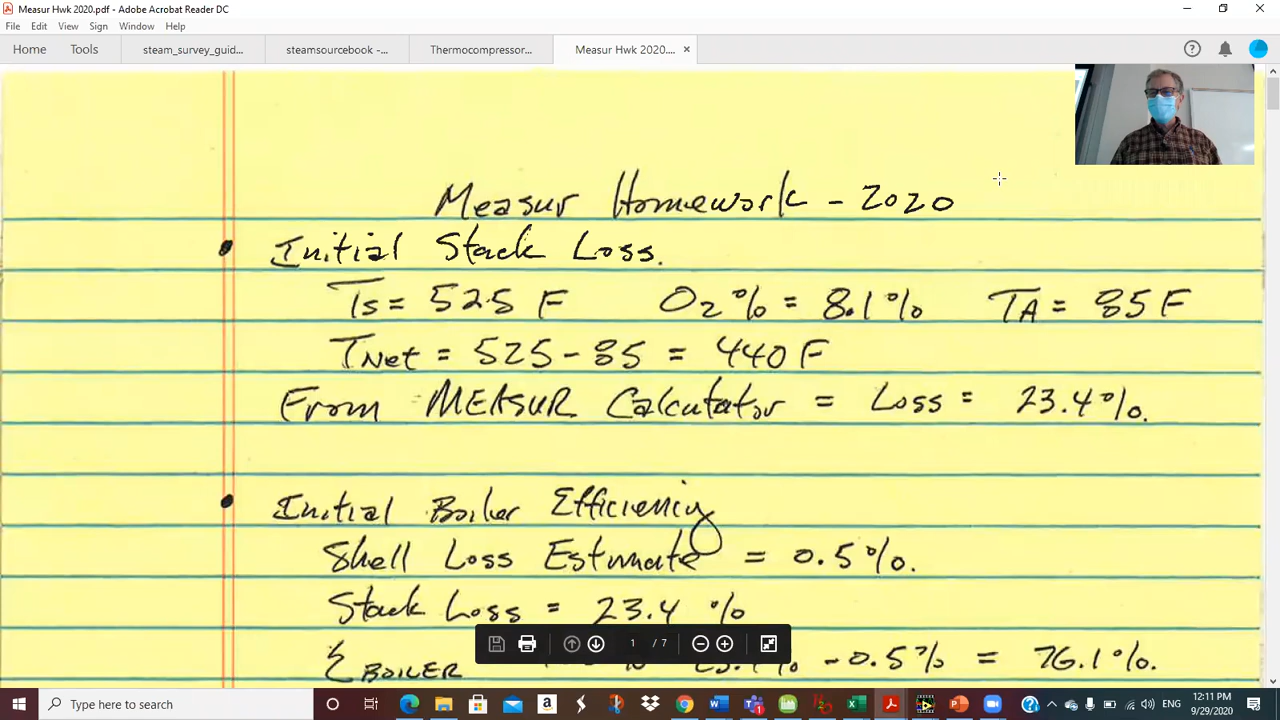 Measur Hwk 2020.pdf - Adobe Acrobat Reader DC
File Edit View Sign Window Help
Home Tools steam_survey_guid... steamsourcebook -... Thermocompressor... Measur Hwk 2020.... ×
Measur Homework - 2020
• Initial Stack Loss.
Ts = 525 F O2 % = 8.1% TA = 85 F
TNet = 525 - 85 = 440 F
From MEASUR Calcutator = Loss = 23.4%.
• Initial Boiler Efficiency
Shell Loss Estimate = 0.5%.
Stack Loss = 23.4 %
1 / 7
BOILER - 0.5% = 76.1%.
Type here to search
ENG
12:11 PM
9/29/2020